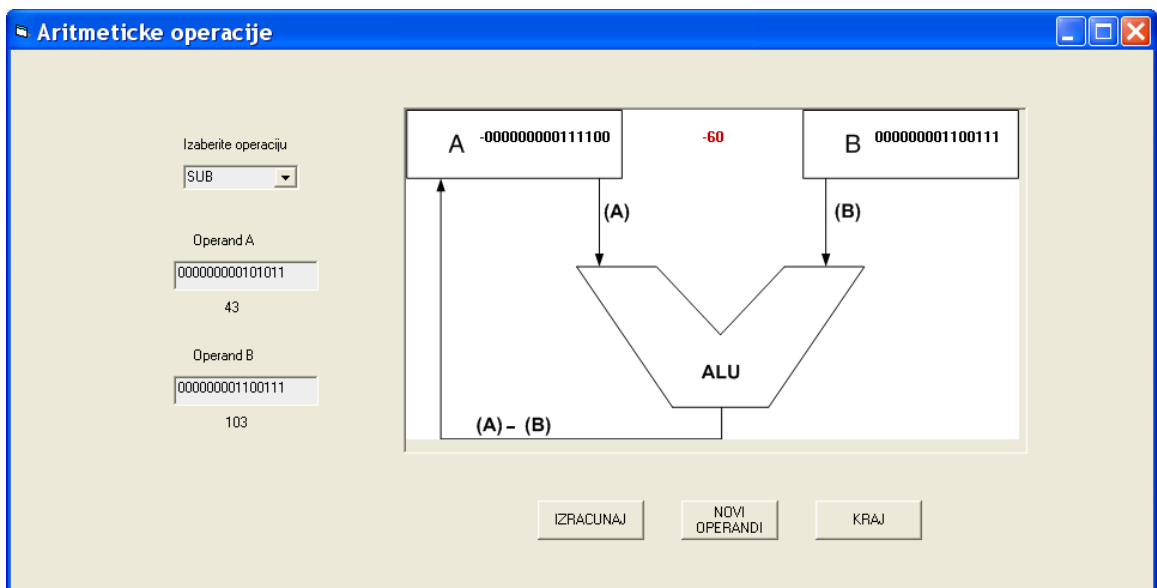 Aritmeticke operacije
Izaberite operaciju
SUB
Operand A
000000000101011
43
Operand B
000000001100111
103
A -000000000111100
-60
B 000000001100111
(A)
(B)
ALU
(A) – (B)
IZRACUNAJ
NOVI
OPERANDI
KRAJ